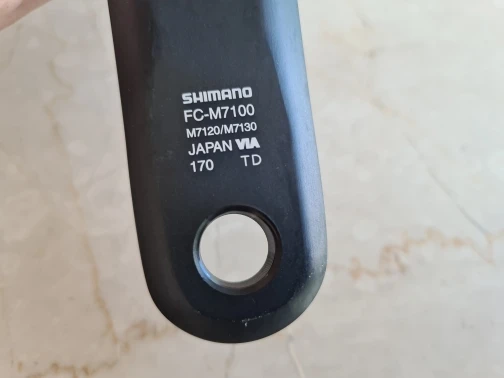 SHIMANO
FC-M7100
M7120/M7130
JAPAN VIA
170 TD